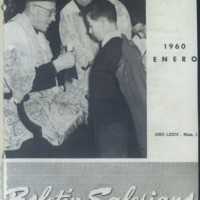 1960
ENERO
AÑO LXXIV - Núm. 1
Boletín Salesiano